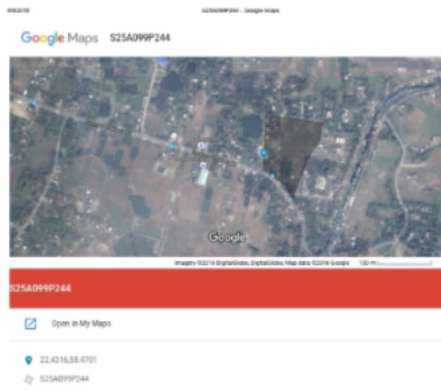 S25A099P244 - Google Maps
Google Maps S25A099P244
Google
Imagery ©2016 DigitalGlobe, DigitalGlobe, Map data ©2016 Google 100 m
S25A099P244
Open in My Maps
22.4316,88.4701
S25A099P244